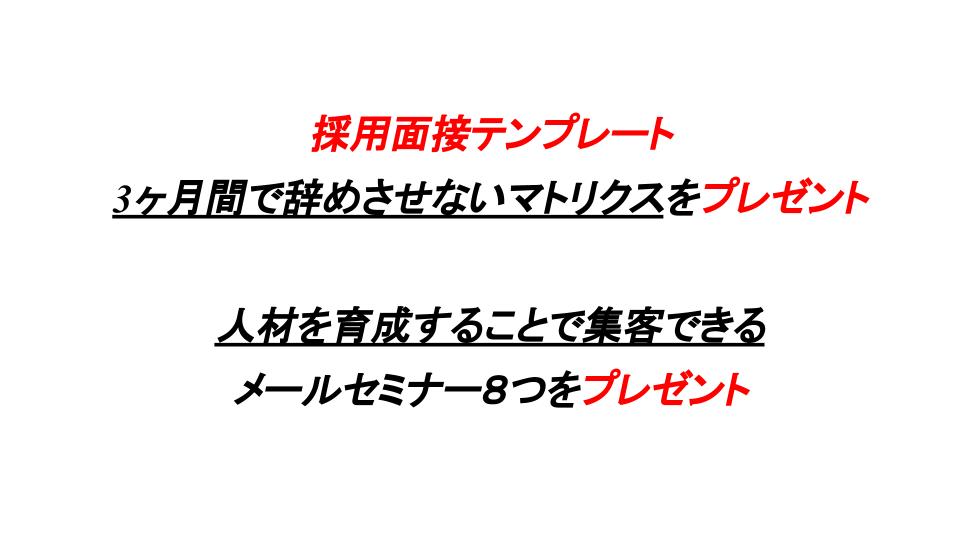 採用面接テンプレート
3ヶ月間で辞めさせないマトリクスをプレゼント
人材を育成することで集客できる
メールセミナー８つをプレゼント